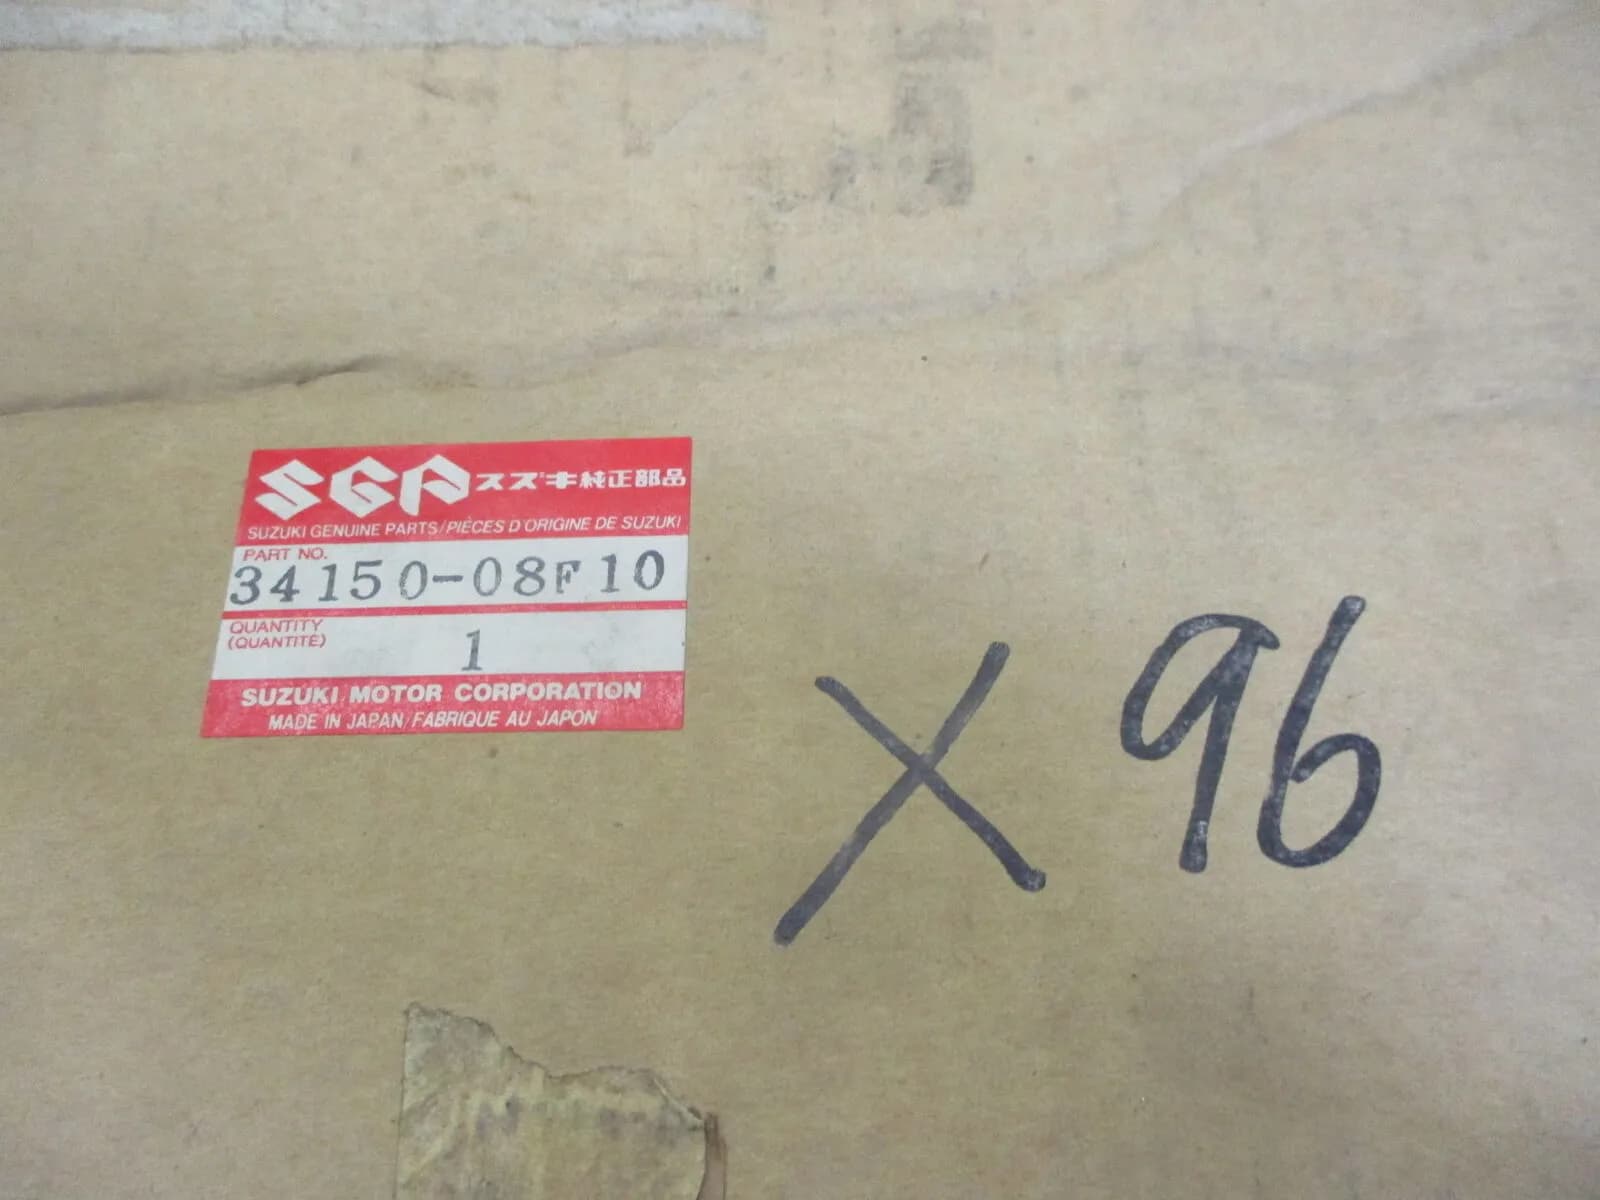 SGP スズキ純正部品
SUZUKI GENUINE PARTS/PIÈCES D'ORIGINE DE SUZUKI
PART NO.
34150-08F10
QUANTITY
(QUANTITÉ)
1
SUZUKI MOTOR CORPORATION
MADE IN JAPAN/FABRIQUE AU JAPON
X 96